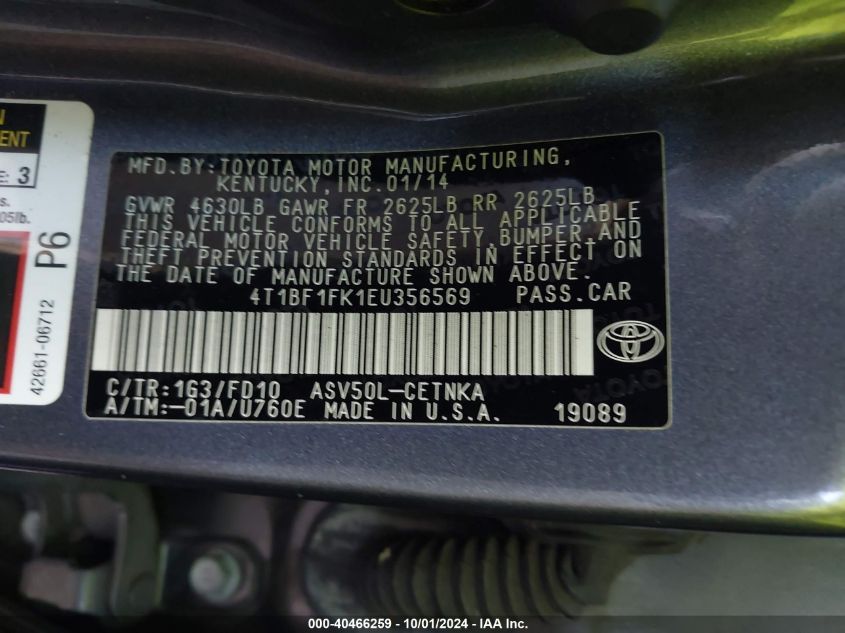 N
ENT
E: 3
s.
05lb.
P6
42661-06712
MFD.BY:TOYOTA MOTOR MANUFACTURING,
KENTUCKY,INC.01/14
GVWR 4630LB GAWR FR 2625LB RR 2625LB
THIS VEHICLE CONFORMS TO ALL APPLICABLE
FEDERAL MOTOR VEHICLE SAFETY,BUMPER,AND
THEFT PREVENTION STANDARDS IN EFFECT ON
THE DATE OF MANUFACTURE SHOWN ABOVE.
4T1BF1FK1EU356569 PASS.CAR
C/TR:1G3/FD10 ASV50L-CETNKA
A/TM:-01A/U760E MADE IN U.S.A. 19089
000-40466259 - 10/01/2024 - IAA Inc.